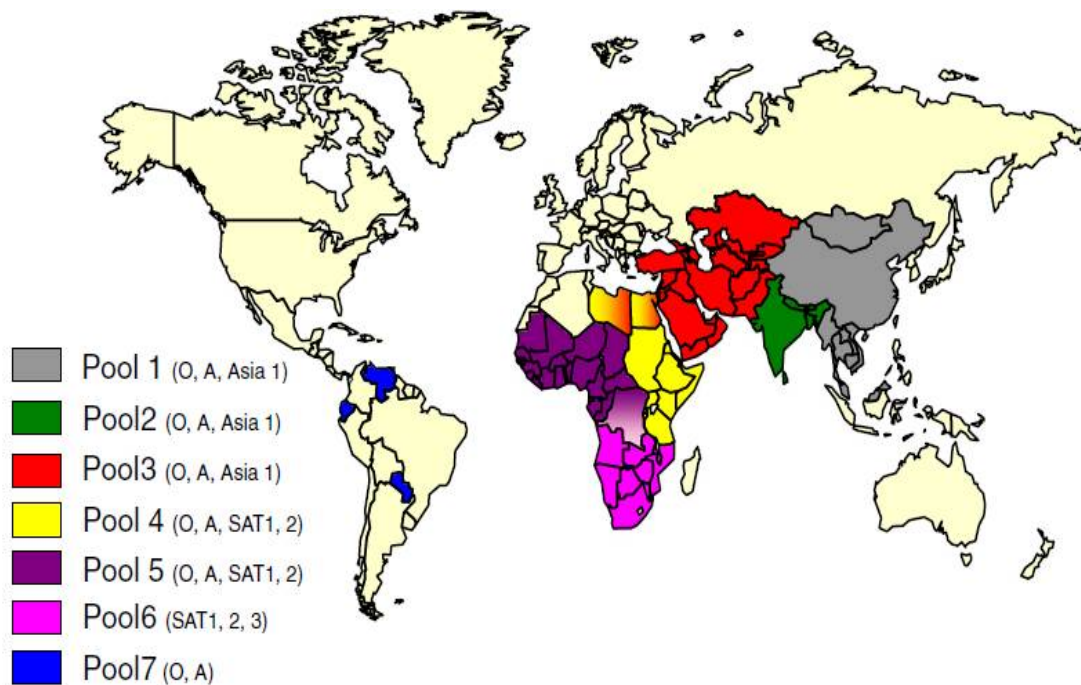 Pool 1 (O, A, Asia 1)
Pool2 (O, A, Asia 1)
Pool3 (O, A, Asia 1)
Pool 4 (O, A, SAT1, 2)
Pool 5 (O, A, SAT1, 2)
Pool6 (SAT1, 2, 3)
Pool7 (O, A)